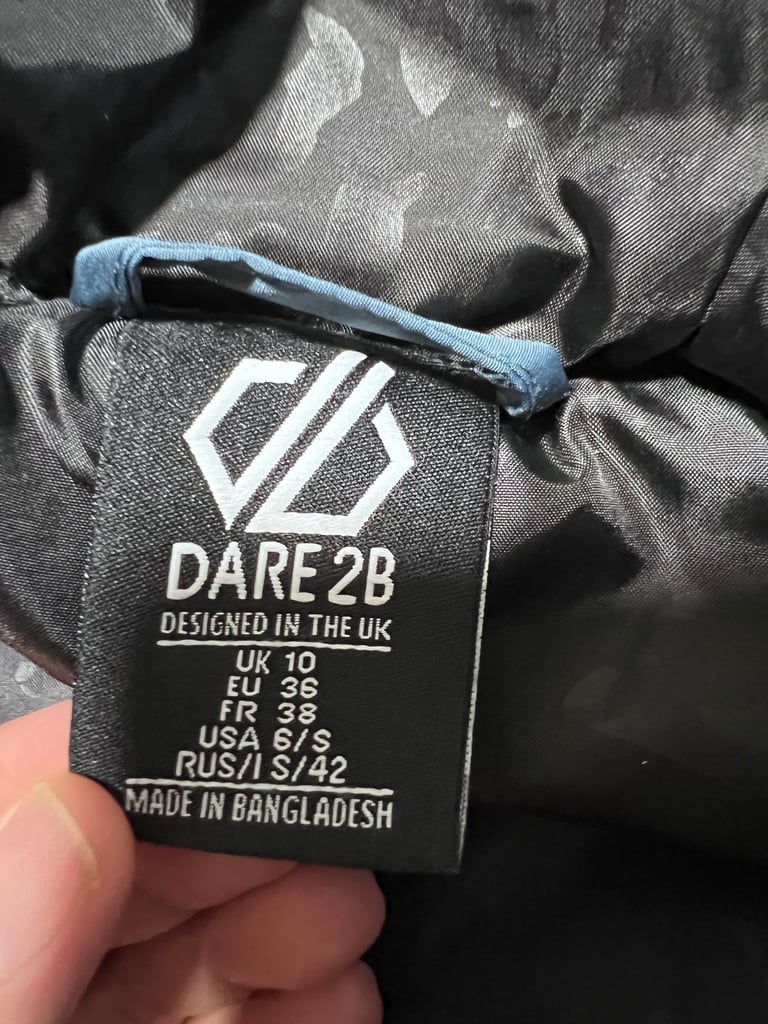 DARE 2B
DESIGNED IN THE UK
UK 10
EU 36
FR 38
USA 6/S
RUS/I S/42
MADE IN BANGLADESH